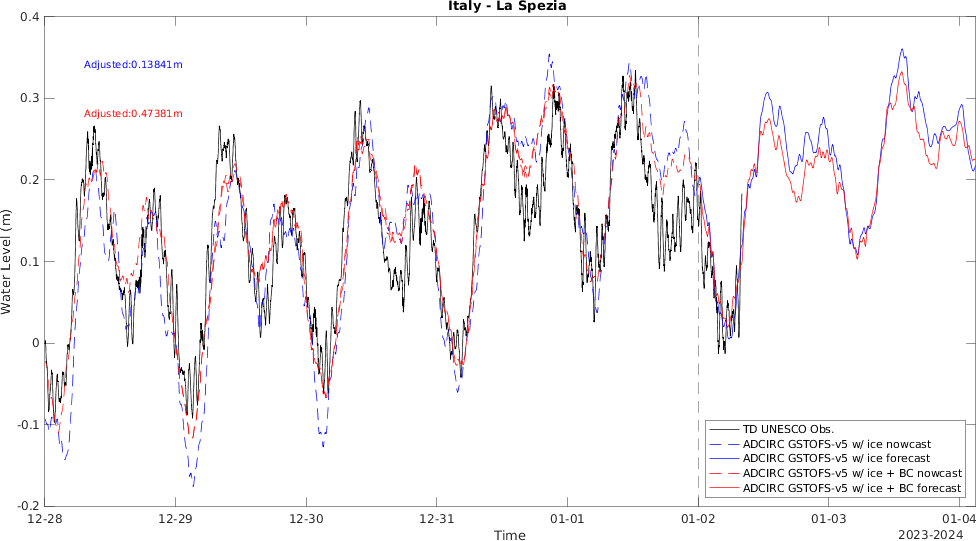 Italy - La Spezia
0.4
0.3
0.2
0.1
0
-0.1
-0.2
Water Level (m)
Adjusted:0.13841m
Adjusted:0.47381m
TD UNESCO Obs.
ADCIRC GSTOFS-v5 w/ ice nowcast
ADCIRC GSTOFS-v5 w/ ice forecast
ADCIRC GSTOFS-v5 w/ ice + BC nowcast
ADCIRC GSTOFS-v5 w/ ice + BC forecast
12-28 12-29 12-30 12-31 01-01 01-02 01-03 01-04
Time
2023-2024